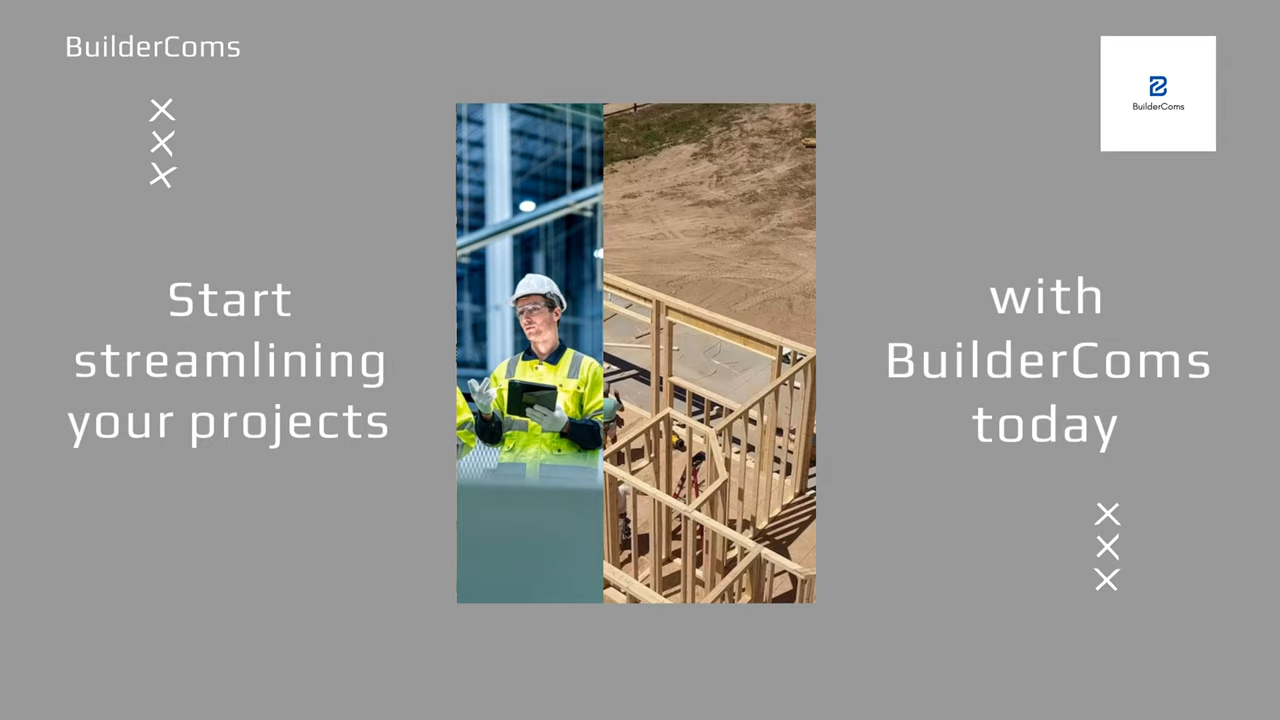 BuilderComs
BuilderComs
Start
streamlining
your projects
with
BuilderComs
today